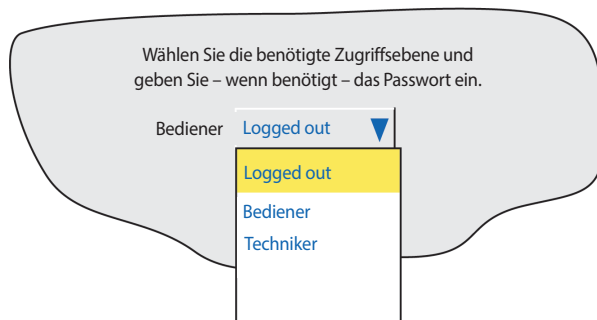 Wählen Sie die benötigte Zugriffsebene und
geben Sie – wenn benötigt – das Passwort ein.
Bediener Logged out
Logged out
Bediener
Techniker